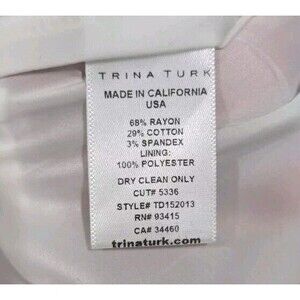 TRINA TURK
MADE IN CALIFORNIA
USA
68% RAYON
29% COTTON
3% SPANDEX
LINING:
100% POLYESTER
DRY CLEAN ONLY
CUT# 5336
STYLE# TD152013
RN# 93415
CA# 34460
trinaturk.com